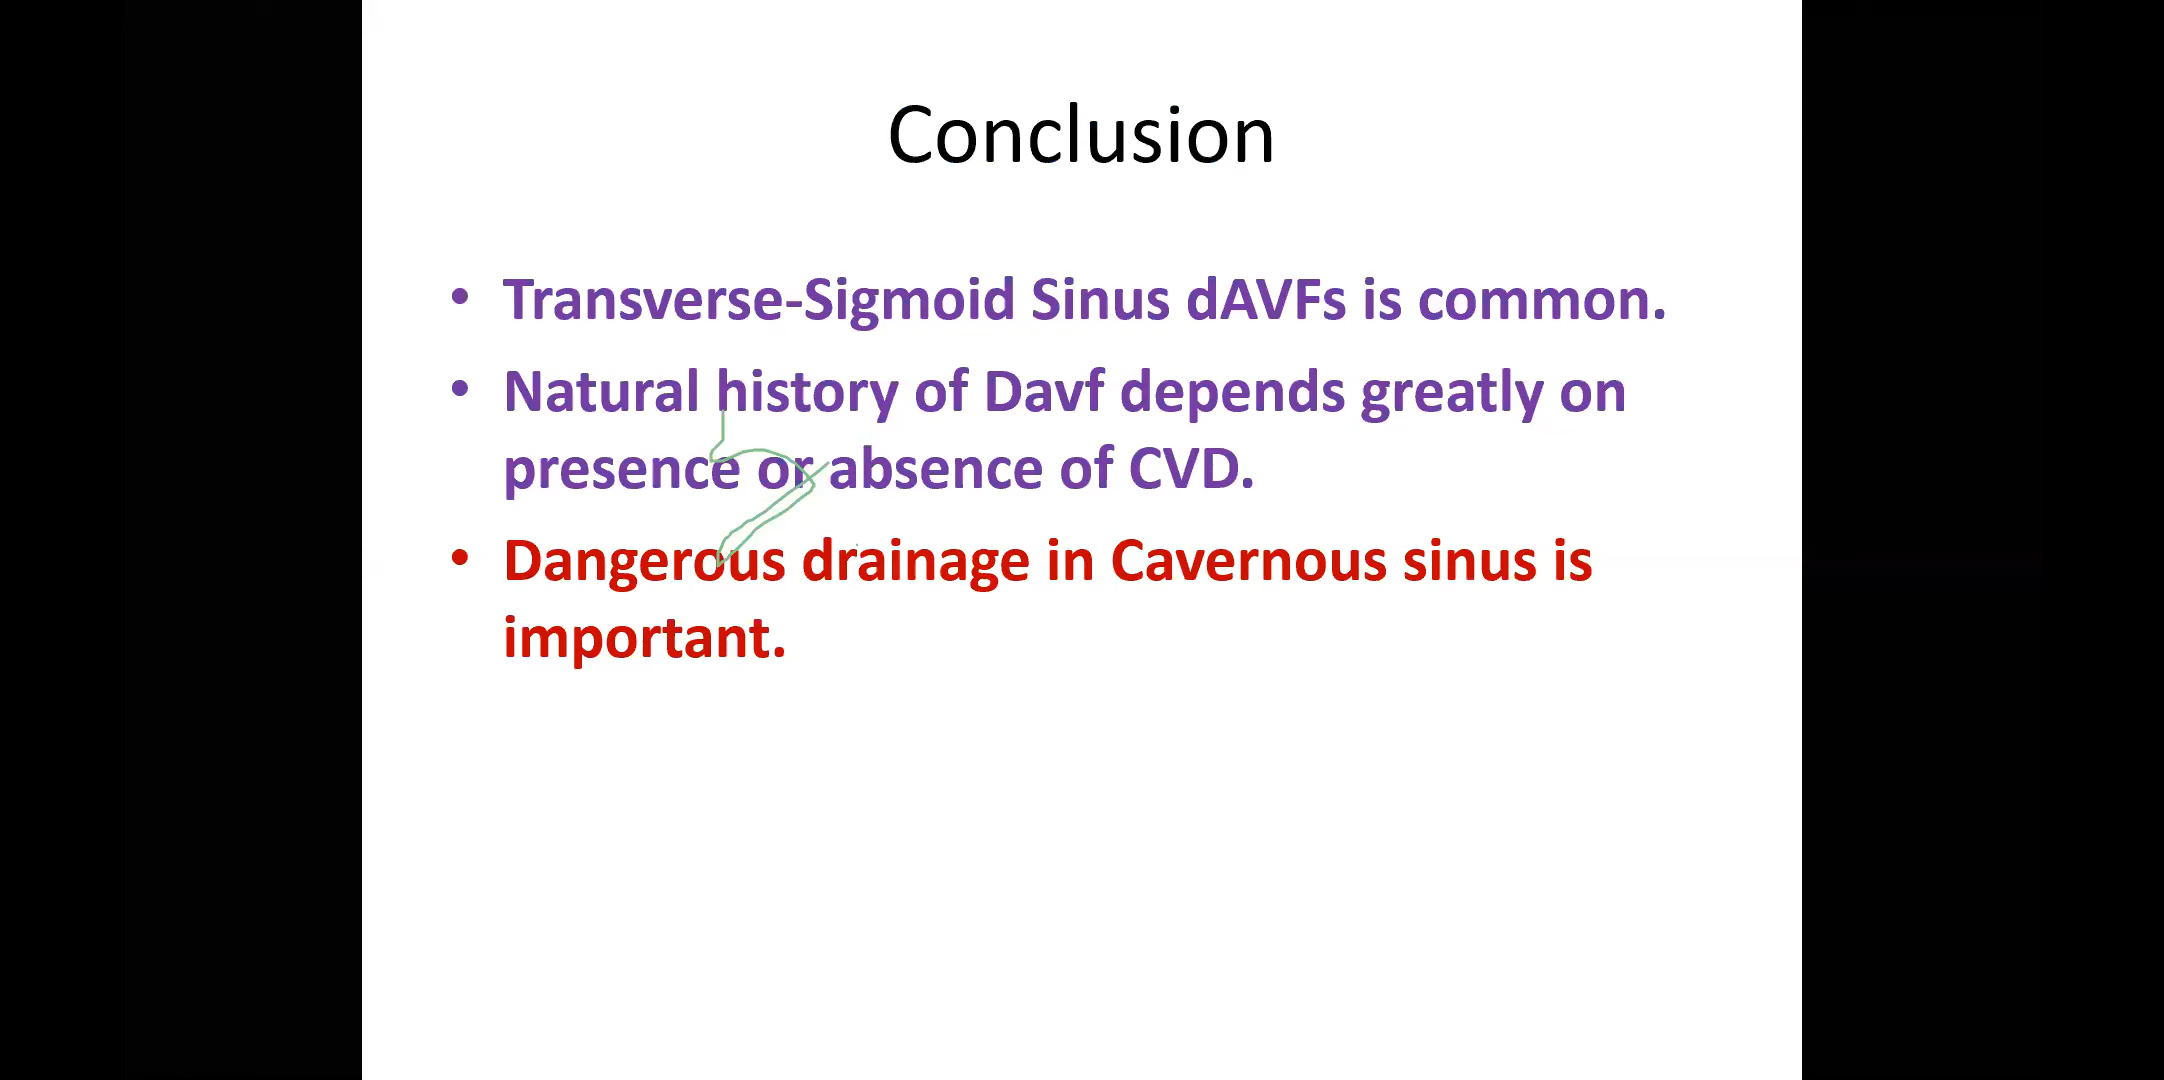 Conclusion
• Transverse-Sigmoid Sinus dAVFs is common.
• Natural history of Davf depends greatly on
presence or absence of CVD.
• Dangerous drainage in Cavernous sinus is
important.